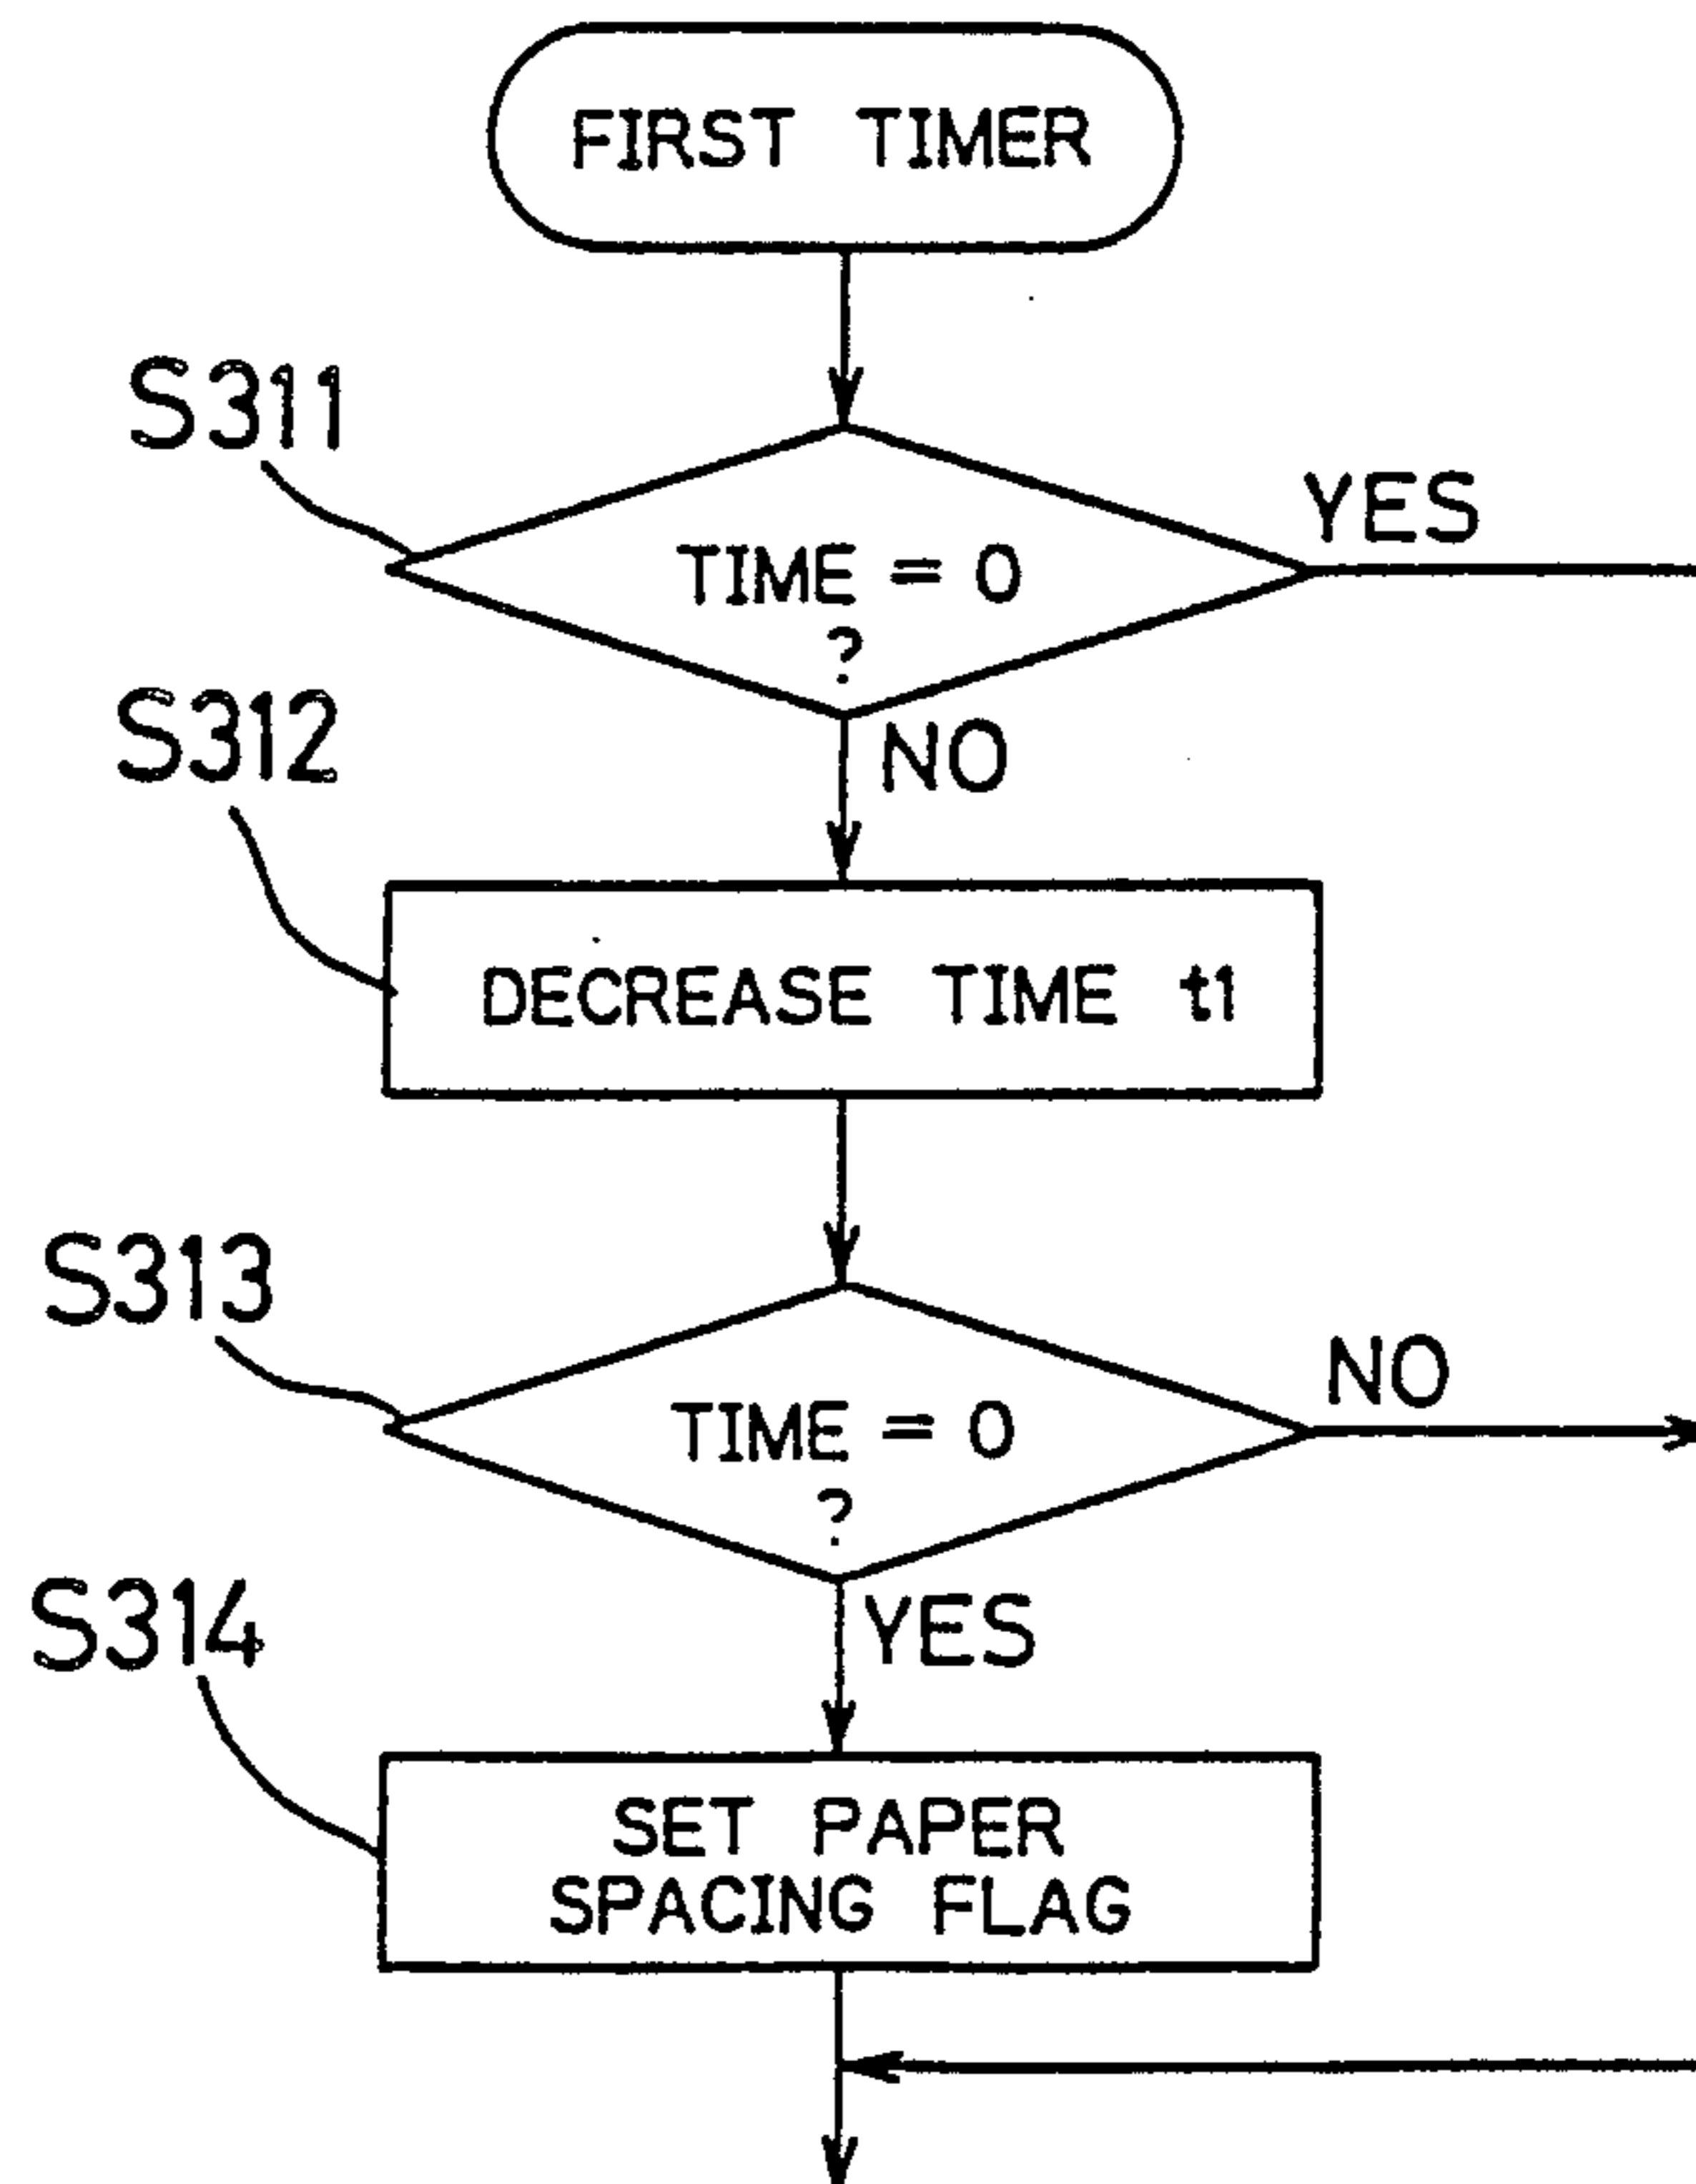 FIRST TIMER
S311
YES
TIME = 0
?
S312
NO
DECREASE TIME t1
S313
NO
TIME = 0
?
S314
YES
SET PAPER
SPACING FLAG